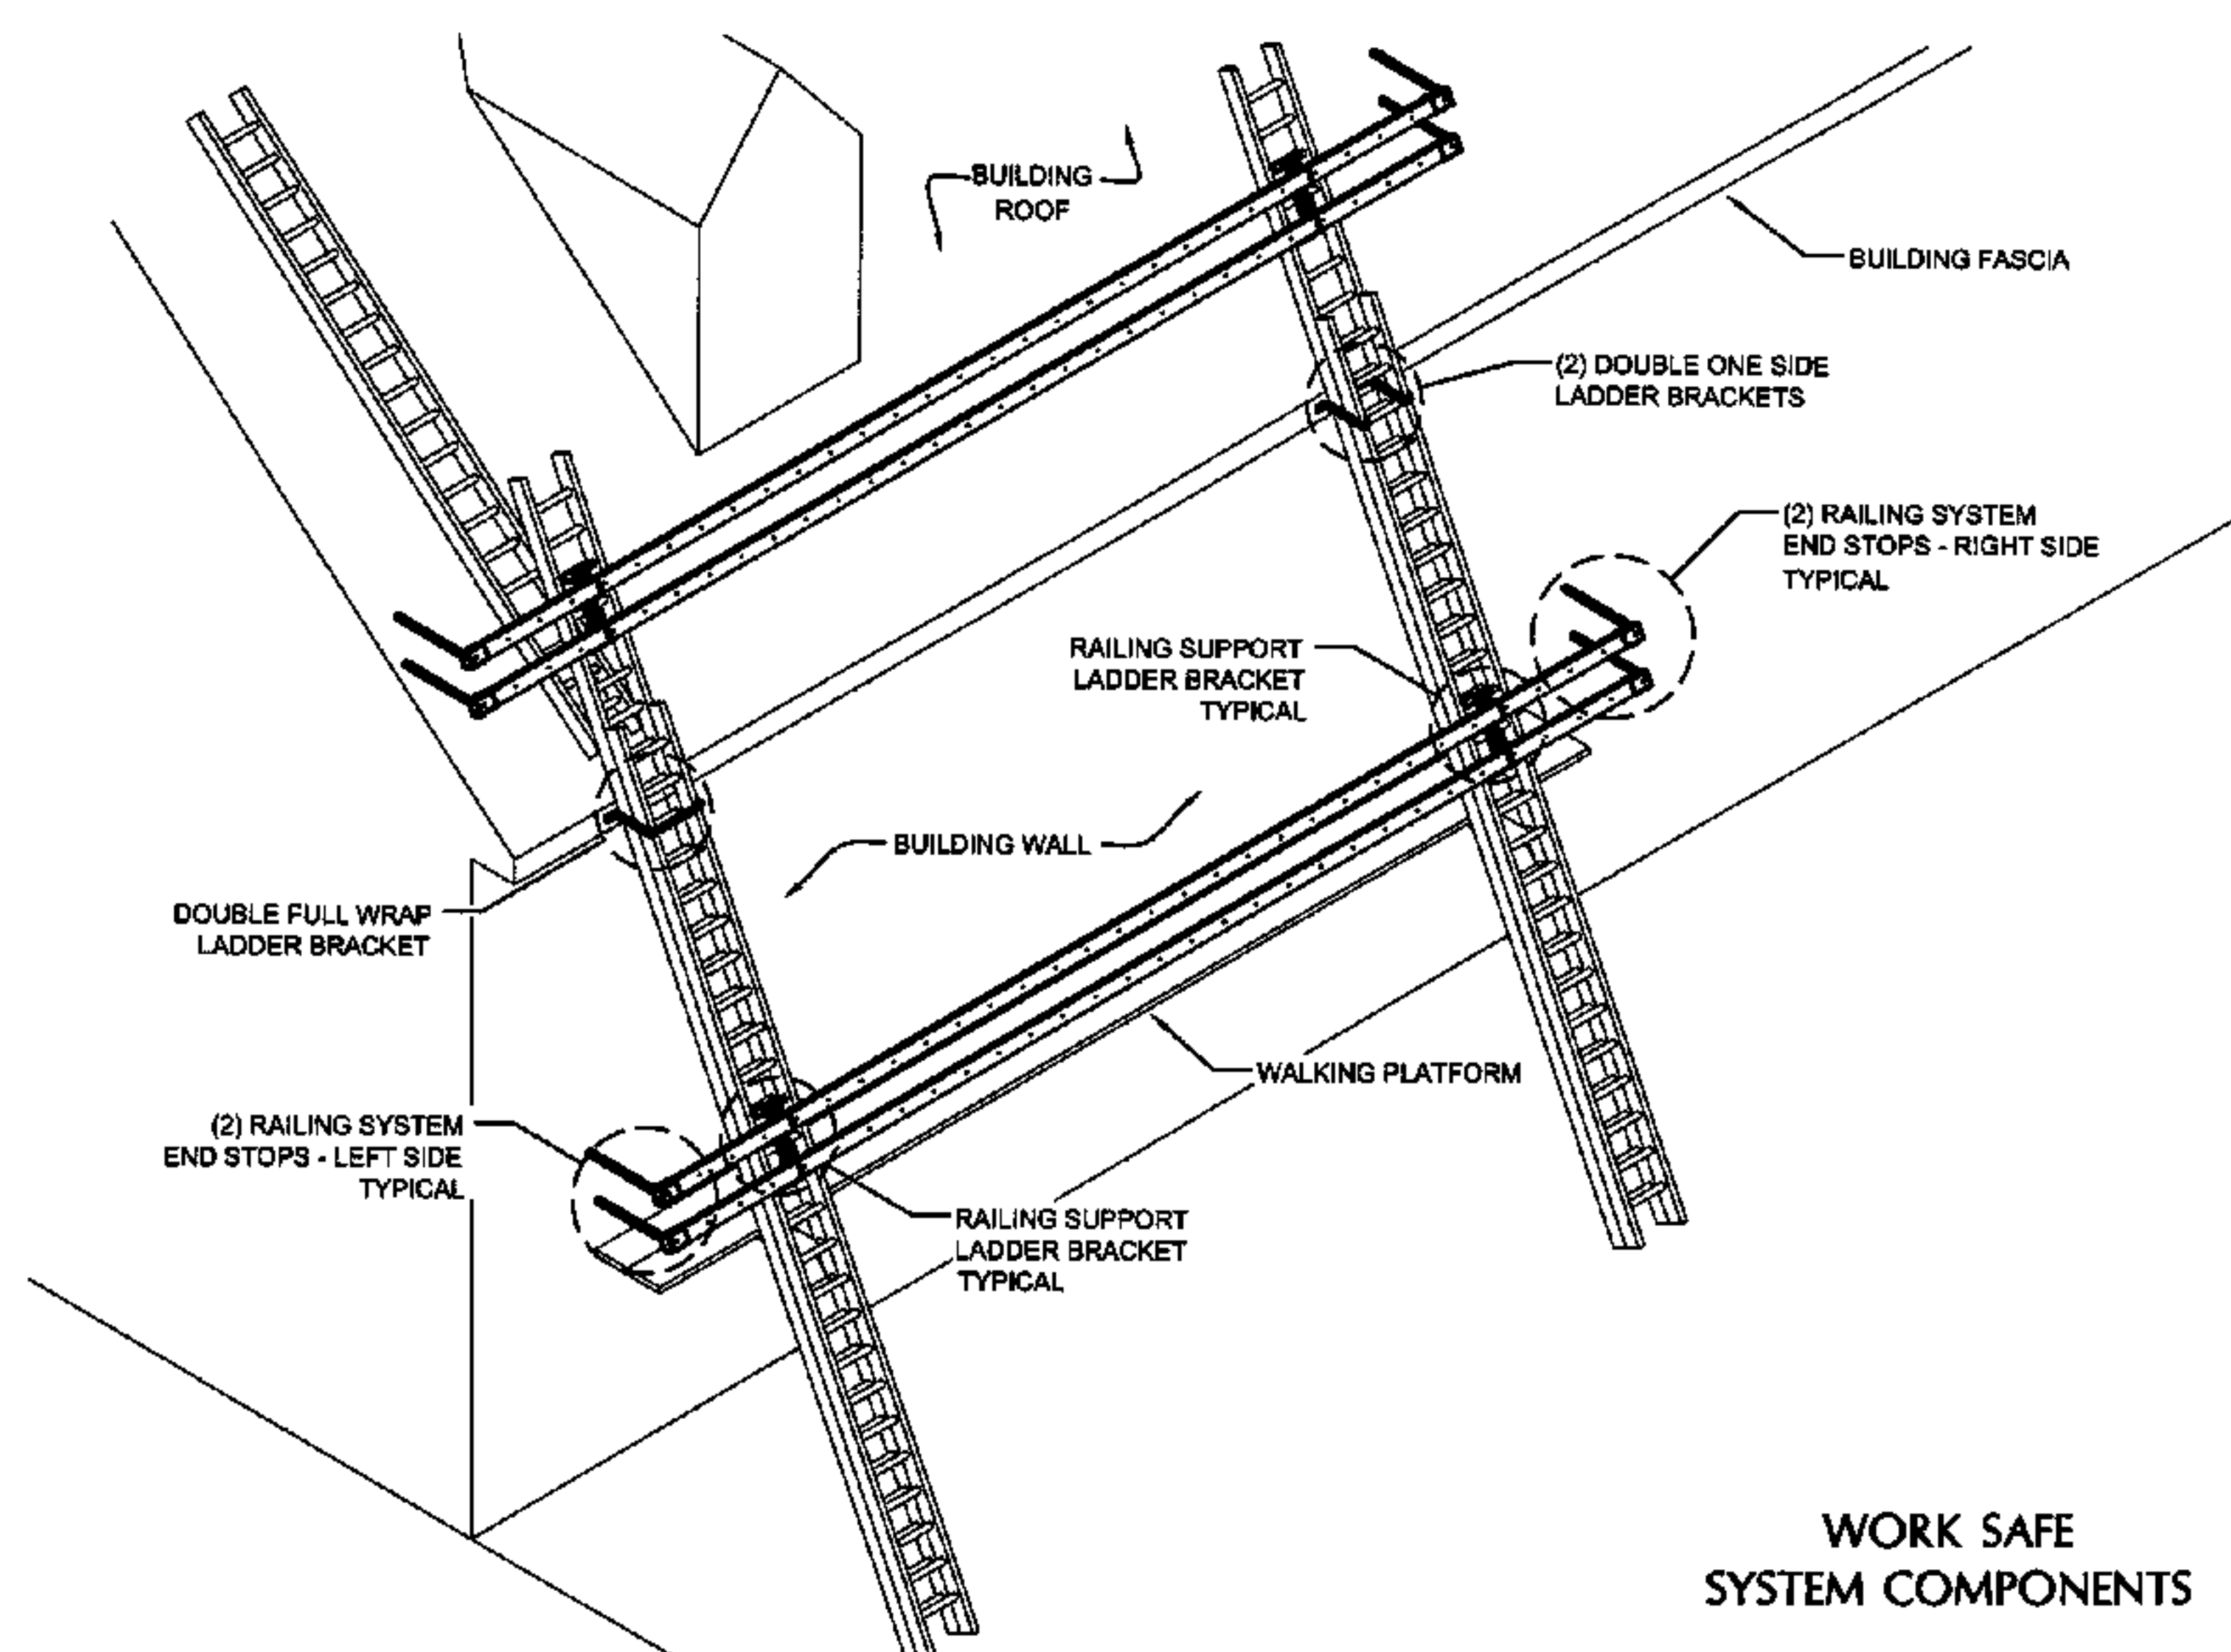 BUILDING
ROOF
BUILDING FASCIA
(2) DOUBLE ONE SIDE
LADDER BRACKETS
(2) RAILING SYSTEM
END STOPS - RIGHT SIDE
TYPICAL
RAILING SUPPORT
LADDER BRACKET
TYPICAL
BUILDING WALL
DOUBLE FULL WRAP
LADDER BRACKET
WALKING PLATFORM
(2) RAILING SYSTEM
END STOPS - LEFT SIDE
TYPICAL
RAILING SUPPORT
LADDER BRACKET
TYPICAL
WORK SAFE
SYSTEM COMPONENTS